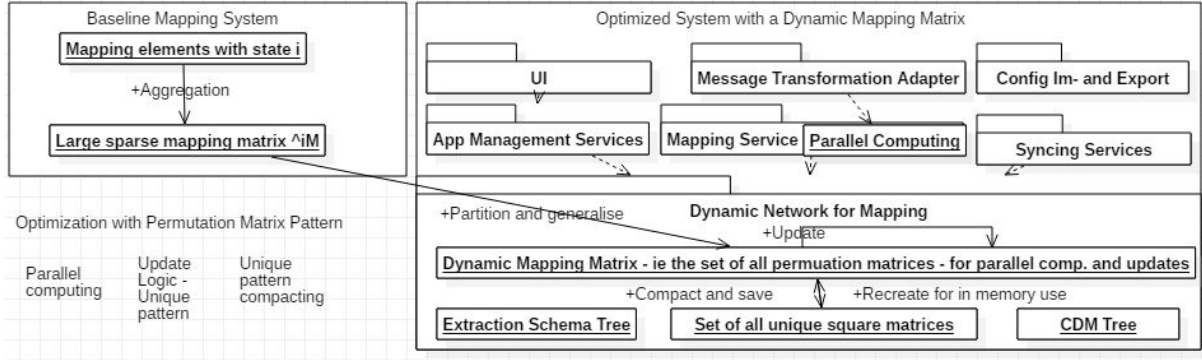 Baseline Mapping System
Mapping elements with state i
+Aggregation
Large sparse mapping matrix ^iM
Optimization with Permutation Matrix Pattern
Parallel
computing
Update
Logic -
Unique
pattern
Unique
pattern
compacting
Optimized System with a Dynamic Mapping Matrix
UI
Message Transformation Adapter
Config Im- and Export
App Management Services
Mapping Service
Parallel Computing
Syncing Services
+Partition and generalise
Dynamic Network for Mapping
+Update
Dynamic Mapping Matrix - ie the set of all permuation matrices - for parallel comp. and updates
+Compact and save
+Recreate for in memory use
Extraction Schema Tree
Set of all unique square matrices
CDM Tree